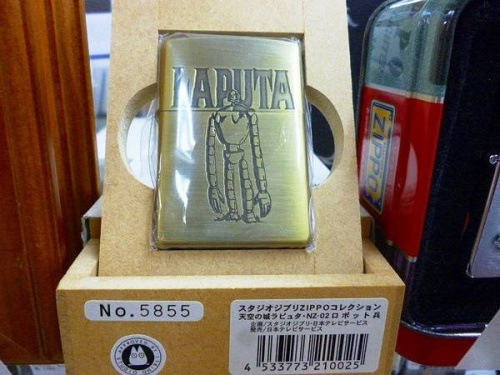 LAPUTA
ZIPPO
No.5855
スタジオジブリZIPPOコレクション
天空の城ラピュタ・NZ-02ロボット兵
企画/スタジオジブリ・日本テレビサービス
発売/日本テレビサービス
4 533773 210025